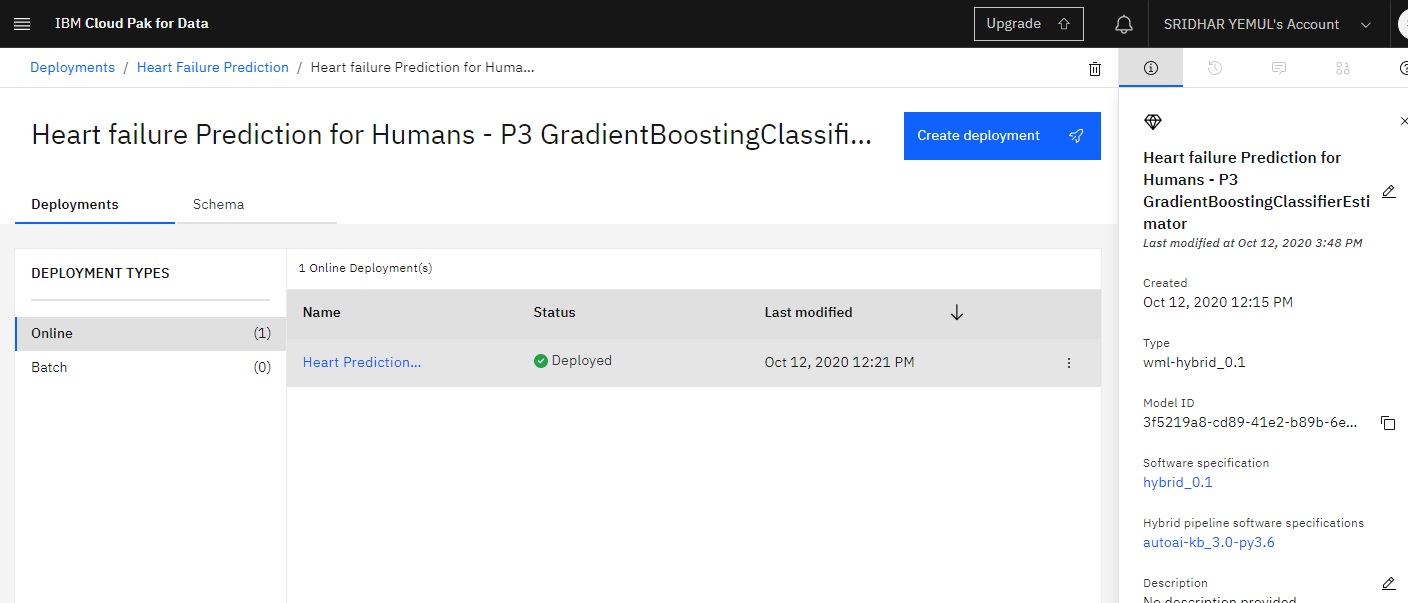 IBM Cloud Pak for Data
Upgrade
SRIDHAR YEMUL's Account
Deployments / Heart Failure Prediction / Heart failure Prediction for Huma...
Heart failure Prediction for Humans - P3 GradientBoostingClassifi...
Create deployment
Deployments
Schema
DEPLOYMENT TYPES
Online (1)
Batch (0)
1 Online Deployment(s)
Name Status Last modified
Heart Prediction... Deployed Oct 12, 2020 12:21 PM
Heart failure Prediction for
Humans - P3
GradientBoostingClassifierEsti
mator
Last modified at Oct 12, 2020 3:48 PM
Created
Oct 12, 2020 12:15 PM
Type
wml-hybrid_0.1
Model ID
3f5219a8-cd89-41e2-b89b-6e...
Software specification
hybrid_0.1
Hybrid pipeline software specifications
autoai-kb_3.0-py3.6
Description
No description provided